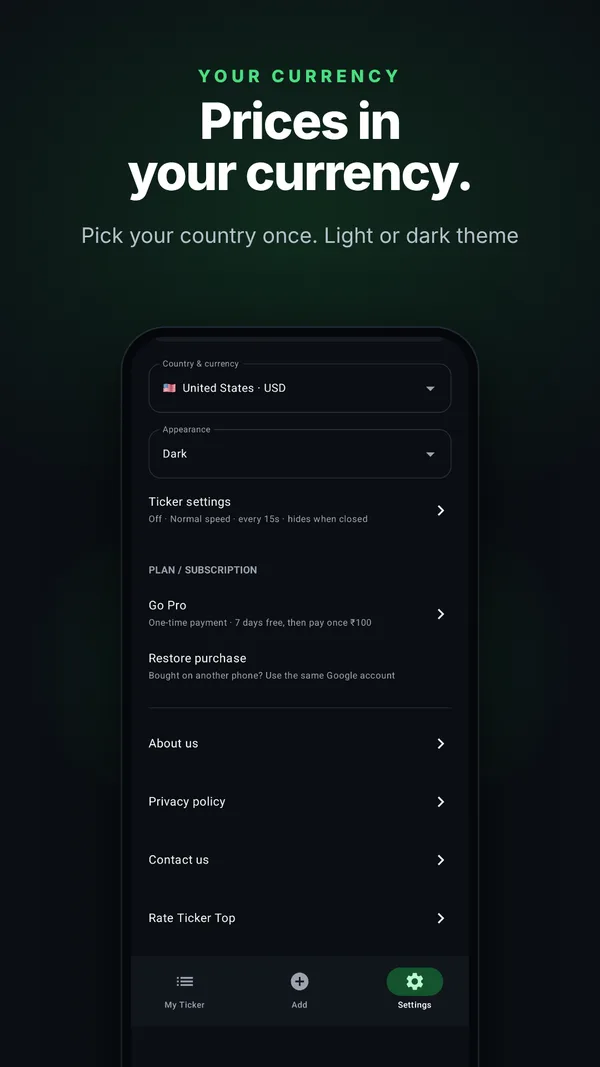 YOUR CURRENCY
Prices in
your currency.
Pick your country once. Light or dark theme
Country & currency
United States · USD
Appearance
Dark
Ticker settings
Off · Normal speed · every 15s · hides when closed
PLAN / SUBSCRIPTION
Go Pro
One-time payment · 7 days free, then pay once ₹100
Restore purchase
Bought on another phone? Use the same Google account
About us
Privacy policy
Contact us
Rate Ticker Top
My Ticker
Add
Settings